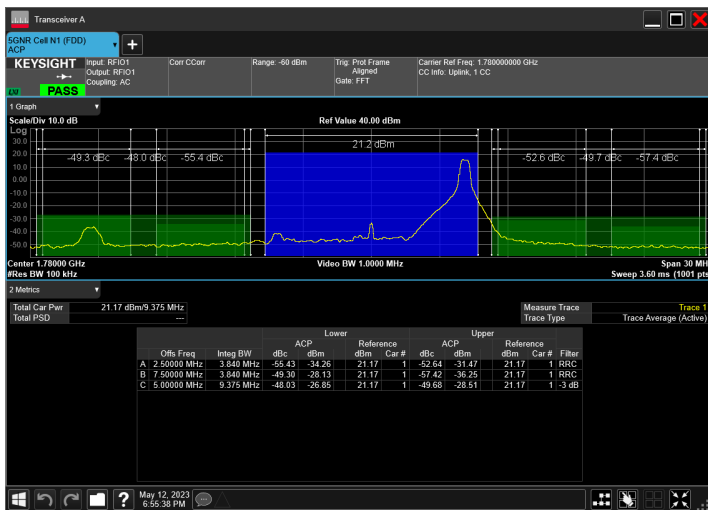 Transceiver A
5GNR Cell N1 (FDD)
ACP
KEYSIGHT
LXI
PASS
Input: RFIO1
Output: RFIO1
Coupling: AC
Corr CCorr
Range: -60 dBm
Trig: Prot Frame
Aligned
Gate: FFT
Carrier Ref Freq: 1.780000000 GHz
CC Info: Uplink, 1 CC
1 Graph
Scale/Div 10.0 dB
Ref Value 40.00 dBm
Log
30.0
20.0
10.0
0.00
-10.0
-20.0
-30.0
-40.0
-50.0
-49.3 dBc
-48.0 dBc
-55.4 dBc
21.2 dBm
-52.6 dBc
-49.7 dBc
-57.4 dBc
Center 1.78000 GHz
Video BW 1.0000 MHz
Span 30 MH
#Res BW 100 kHz
Sweep 3.60 ms (1001 pts
2 Metrics
Total Car Pwr 21.17 dBm/9.375 MHz
Total PSD ---
Measure Trace Trace 1
Trace Type Trace Average (Active)
Lower Upper
ACP Reference ACP Reference
Offs Freq Integ BW dBc dBm dBm Car # dBc dBm dBm Car # Filter
A 2.50000 MHz 3.840 MHz -55.43 -34.26 21.17 1 -52.64 -31.47 21.17 1 RRC
B 7.50000 MHz 3.840 MHz -49.30 -28.13 21.17 1 -57.42 -36.25 21.17 1 RRC
C 5.00000 MHz 9.375 MHz -48.03 -26.85 21.17 1 -49.68 -28.51 21.17 1 -3 dB
?
May 12, 2023
6:55:38 PM